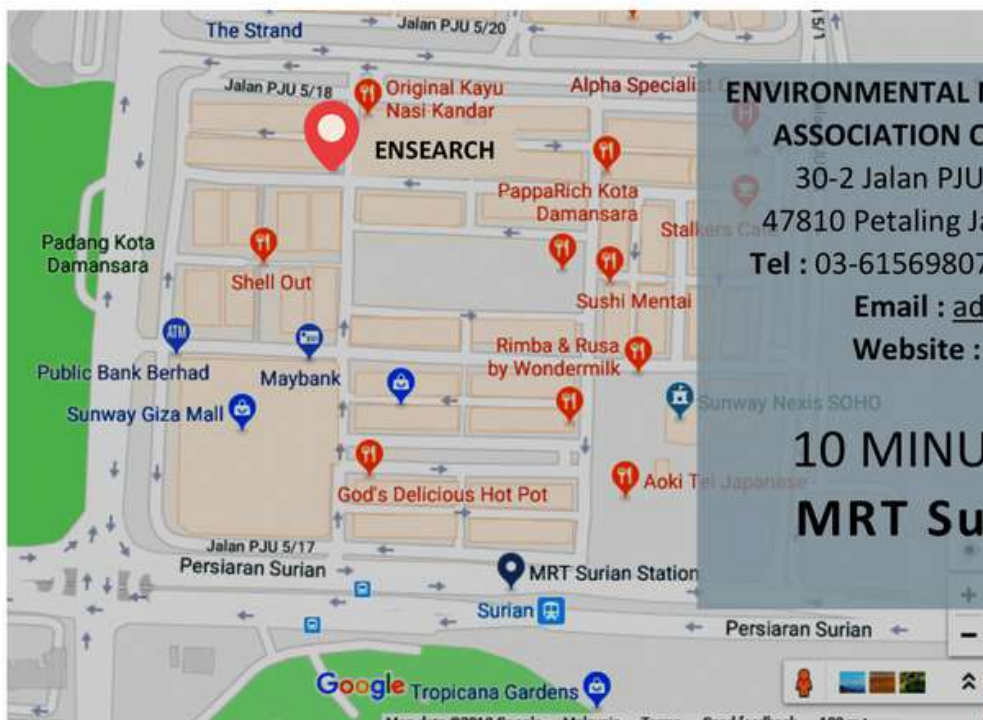 The Strand
Jalan PJU 5/20
5/1
Jalan PJU 5/18
Original Kayu
Nasi Kandar
Alpha Specialist
ENSEARCH
PappaRich Kota
Damansara
Padang Kota
Damansara
Shell Out
Stalkers
Sushi Mentai
ATM
Public Bank Berhad
Maybank
Rimba & Rusa
by Wondermilk
Sunway Giza Mall
Sunway Nexis SOHO
God's Delicious Hot Pot
Aoki Tei Japanese
Jalan PJU 5/17
Persiaran Surian
MRT Surian Station
Surian
Persiaran Surian
Google
Tropicana Gardens
ENVIRONMENTAL
ASSOCIATION
30-2 Jalan PJU
47810 Petaling
Tel : 03-6156980
Email :
Website :
10
MRT